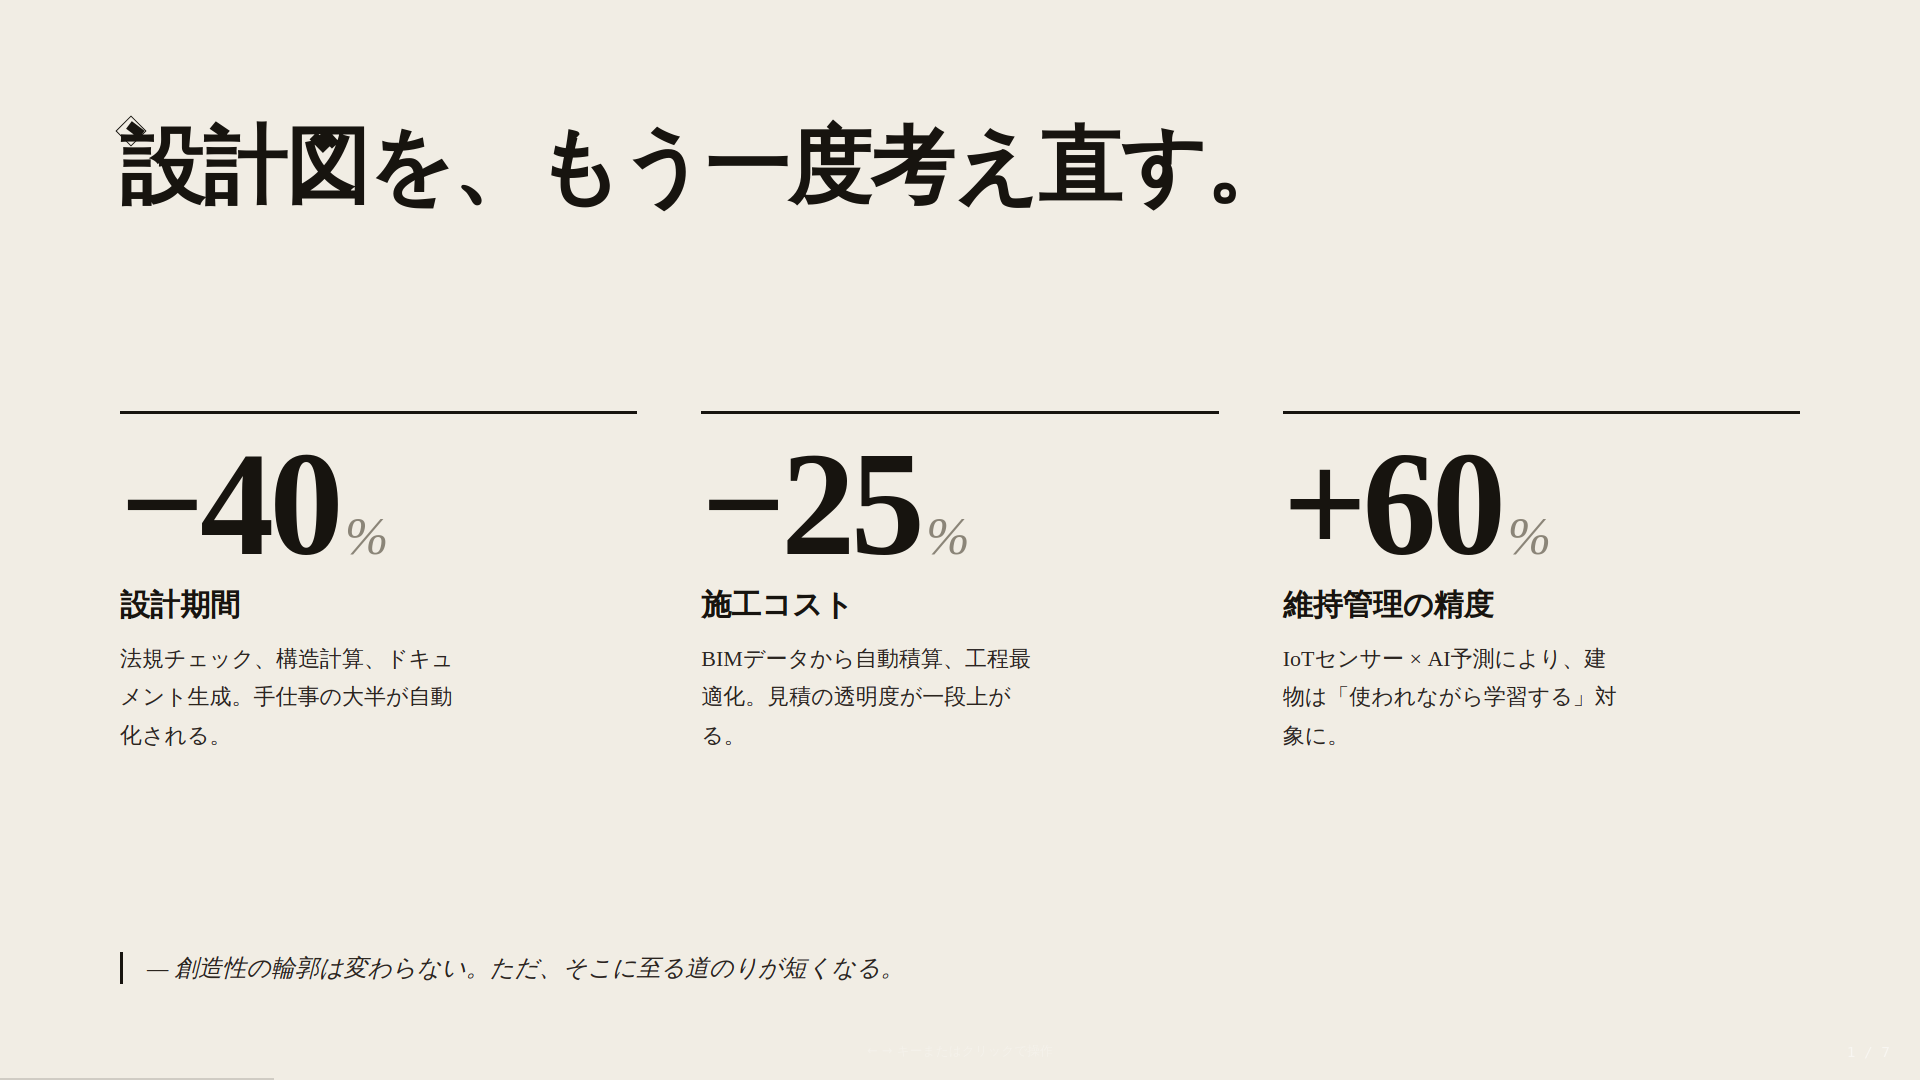 設計図を、もう一度考え直す。
−40%
設計期間
法規チェック、構造計算、ドキュ
メント生成。手仕事の大半が自動
化される。
−25%
施工コスト
BIMデータから自動積算、工程最
適化。見積の透明度が一段上が
る。
+60%
維持管理の精度
IoTセンサー × AI予測により、建
物は「使われながら学習する」対
象に。
— 創造性の輪郭は変わらない。ただ、そこに至る道のりが短くなる。
1 / 7